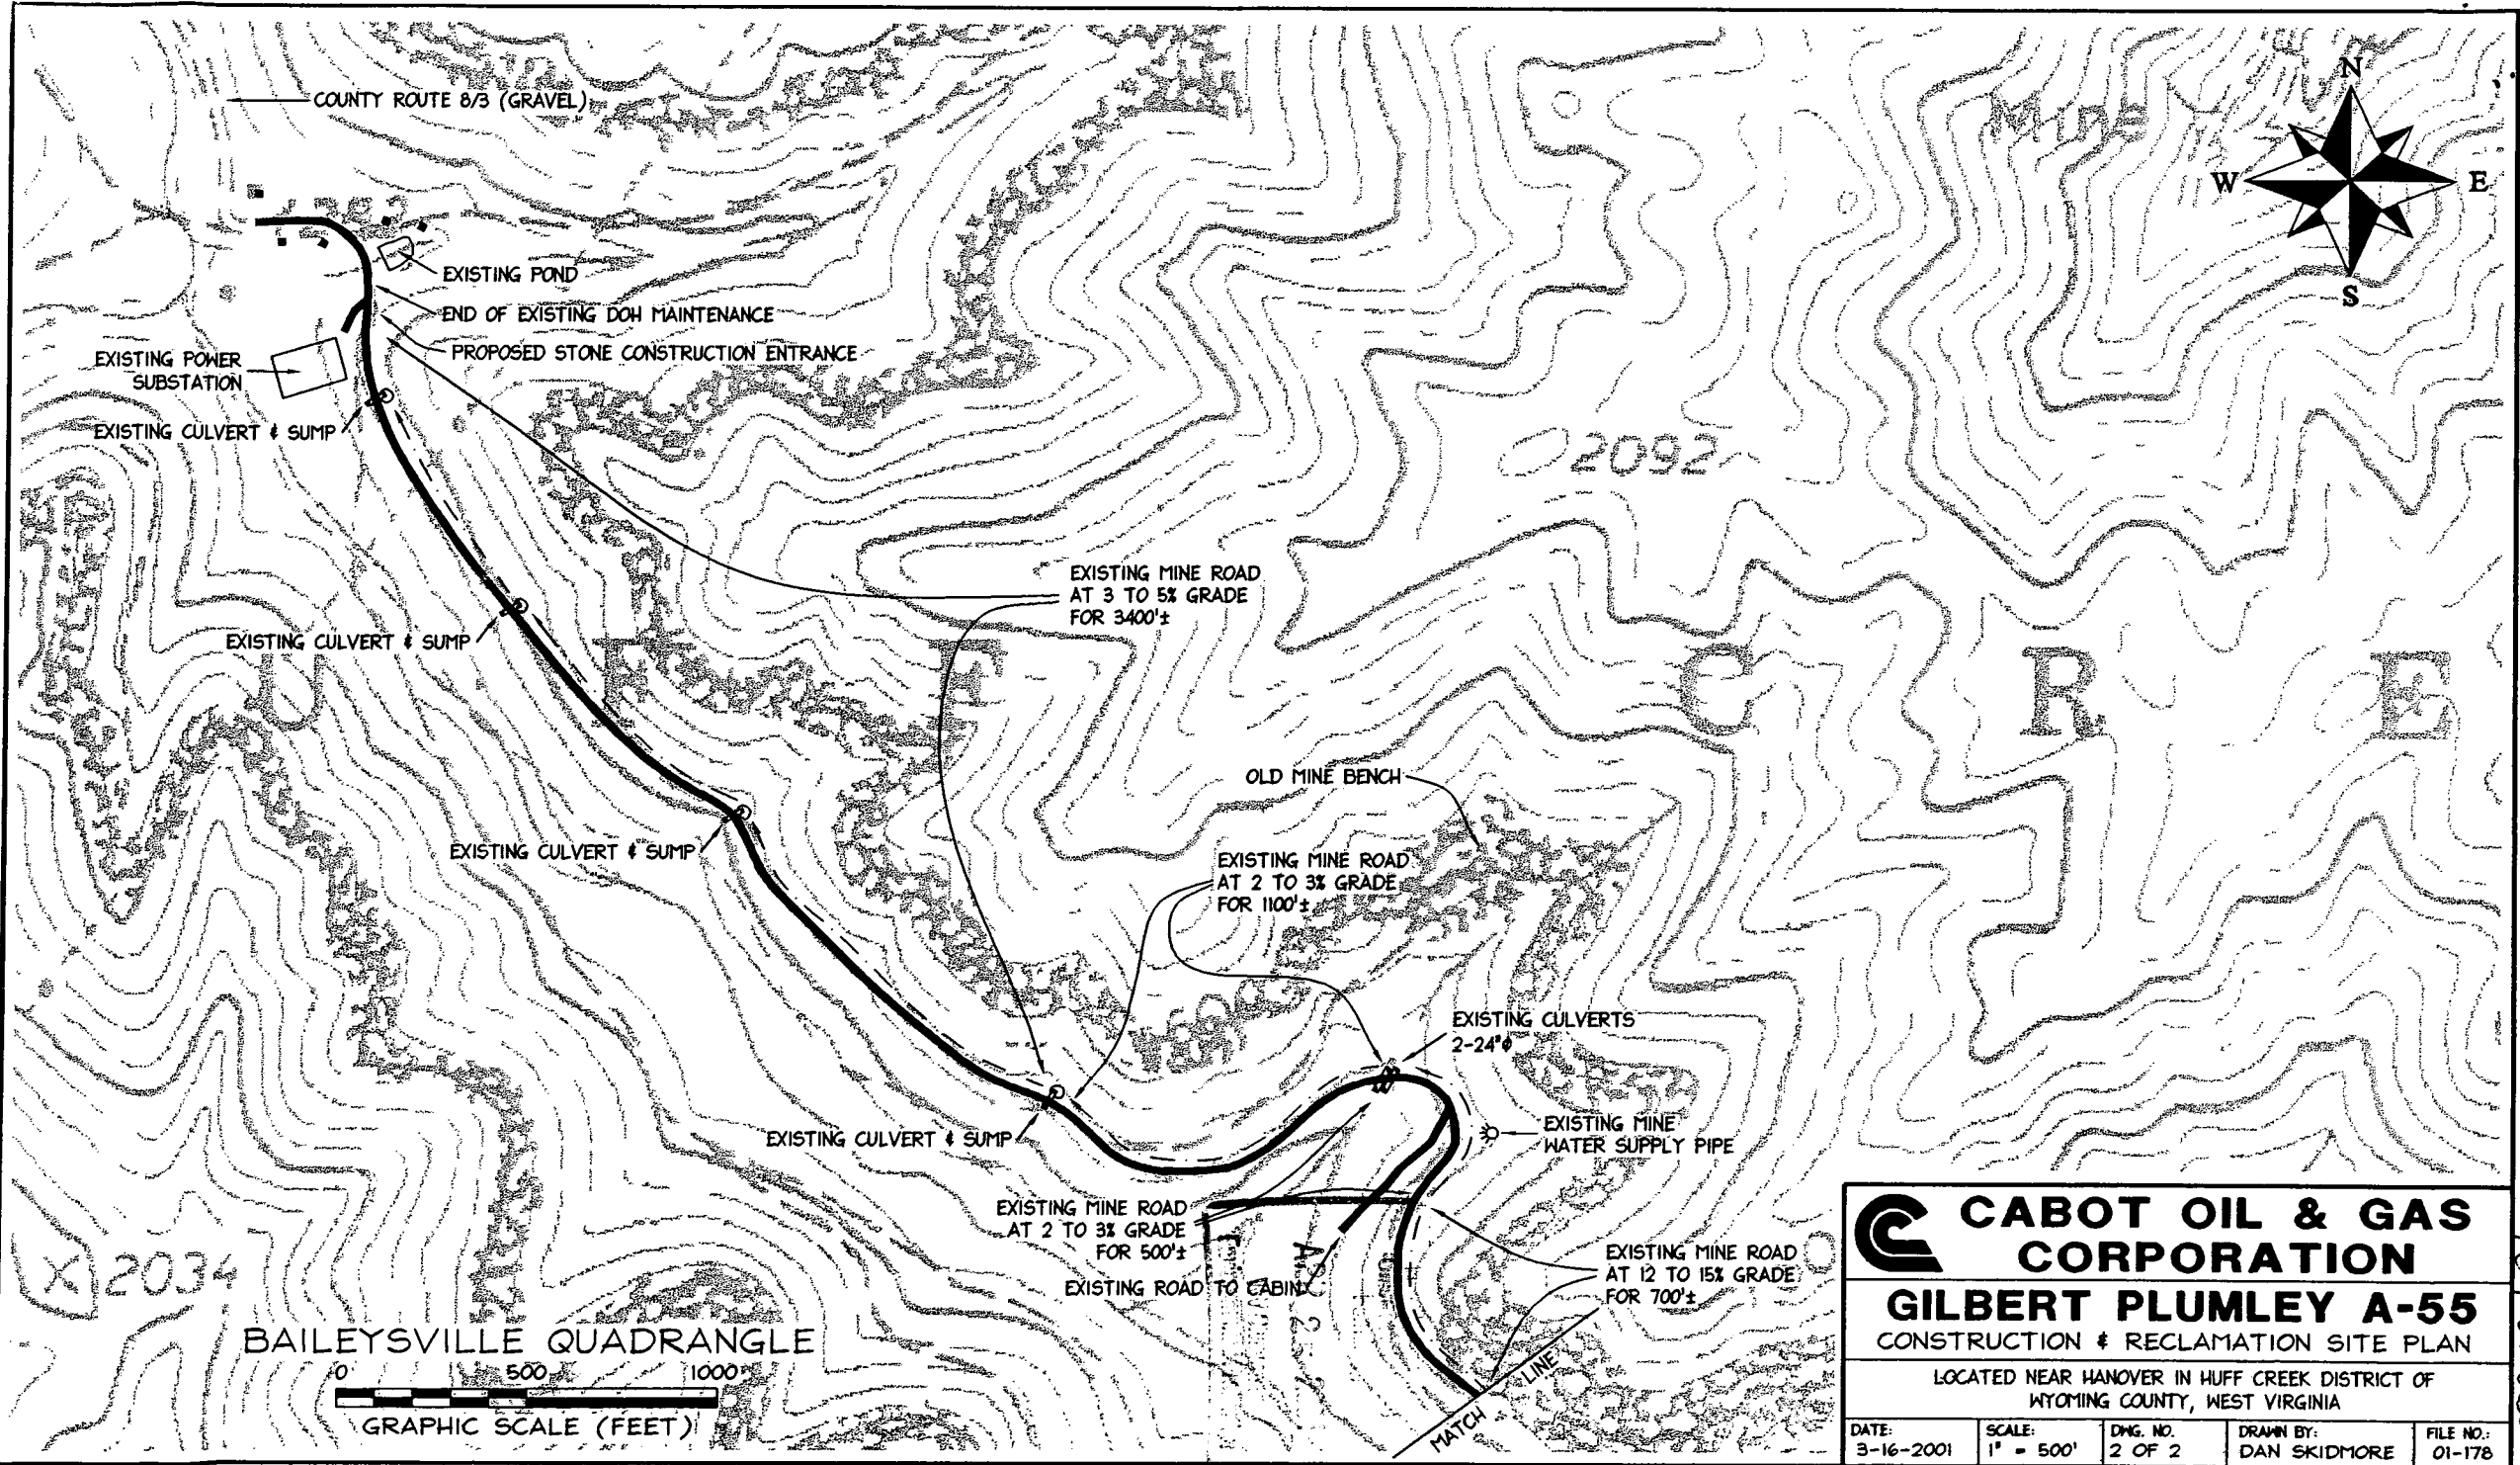 COUNTY ROUTE 8/3 (GRAVEL)
N
W
E
S
EXISTING POND
END OF EXISTING DOH MAINTENANCE
PROPOSED STONE CONSTRUCTION ENTRANCE
EXISTING POWER
SUBSTATION
EXISTING CULVERT & SUMP
2092
EXISTING MINE ROAD
AT 3 TO 5% GRADE
FOR 3400'±
EXISTING CULVERT & SUMP
U F F C R E
OLD MINE BENCH
EXISTING CULVERT & SUMP
EXISTING MINE ROAD
AT 2 TO 3% GRADE
FOR 1100'±
EXISTING CULVERTS
2-24"Φ
EXISTING CULVERT & SUMP
EXISTING MINE
WATER SUPPLY PIPE
EXISTING MINE ROAD
AT 2 TO 3% GRADE
FOR 500'±
EXISTING ROAD TO CABIN
EXISTING MINE ROAD
AT 12 TO 15% GRADE
FOR 700'±
X 2034
MATCH LINE
BAILEYSVILLE QUADRANGLE
0 500 1000
GRAPHIC SCALE (FEET)
CABOT OIL & GAS
CORPORATION
GILBERT PLUMLEY A-55
CONSTRUCTION & RECLAMATION SITE PLAN
LOCATED NEAR HANOVER IN HUFF CREEK DISTRICT OF
WYOMING COUNTY, WEST VIRGINIA
DATE: SCALE: DWG. NO. DRAWN BY: FILE NO.:
3-16-2001 1" = 500' 2 OF 2 DAN SKIDMORE 01-178